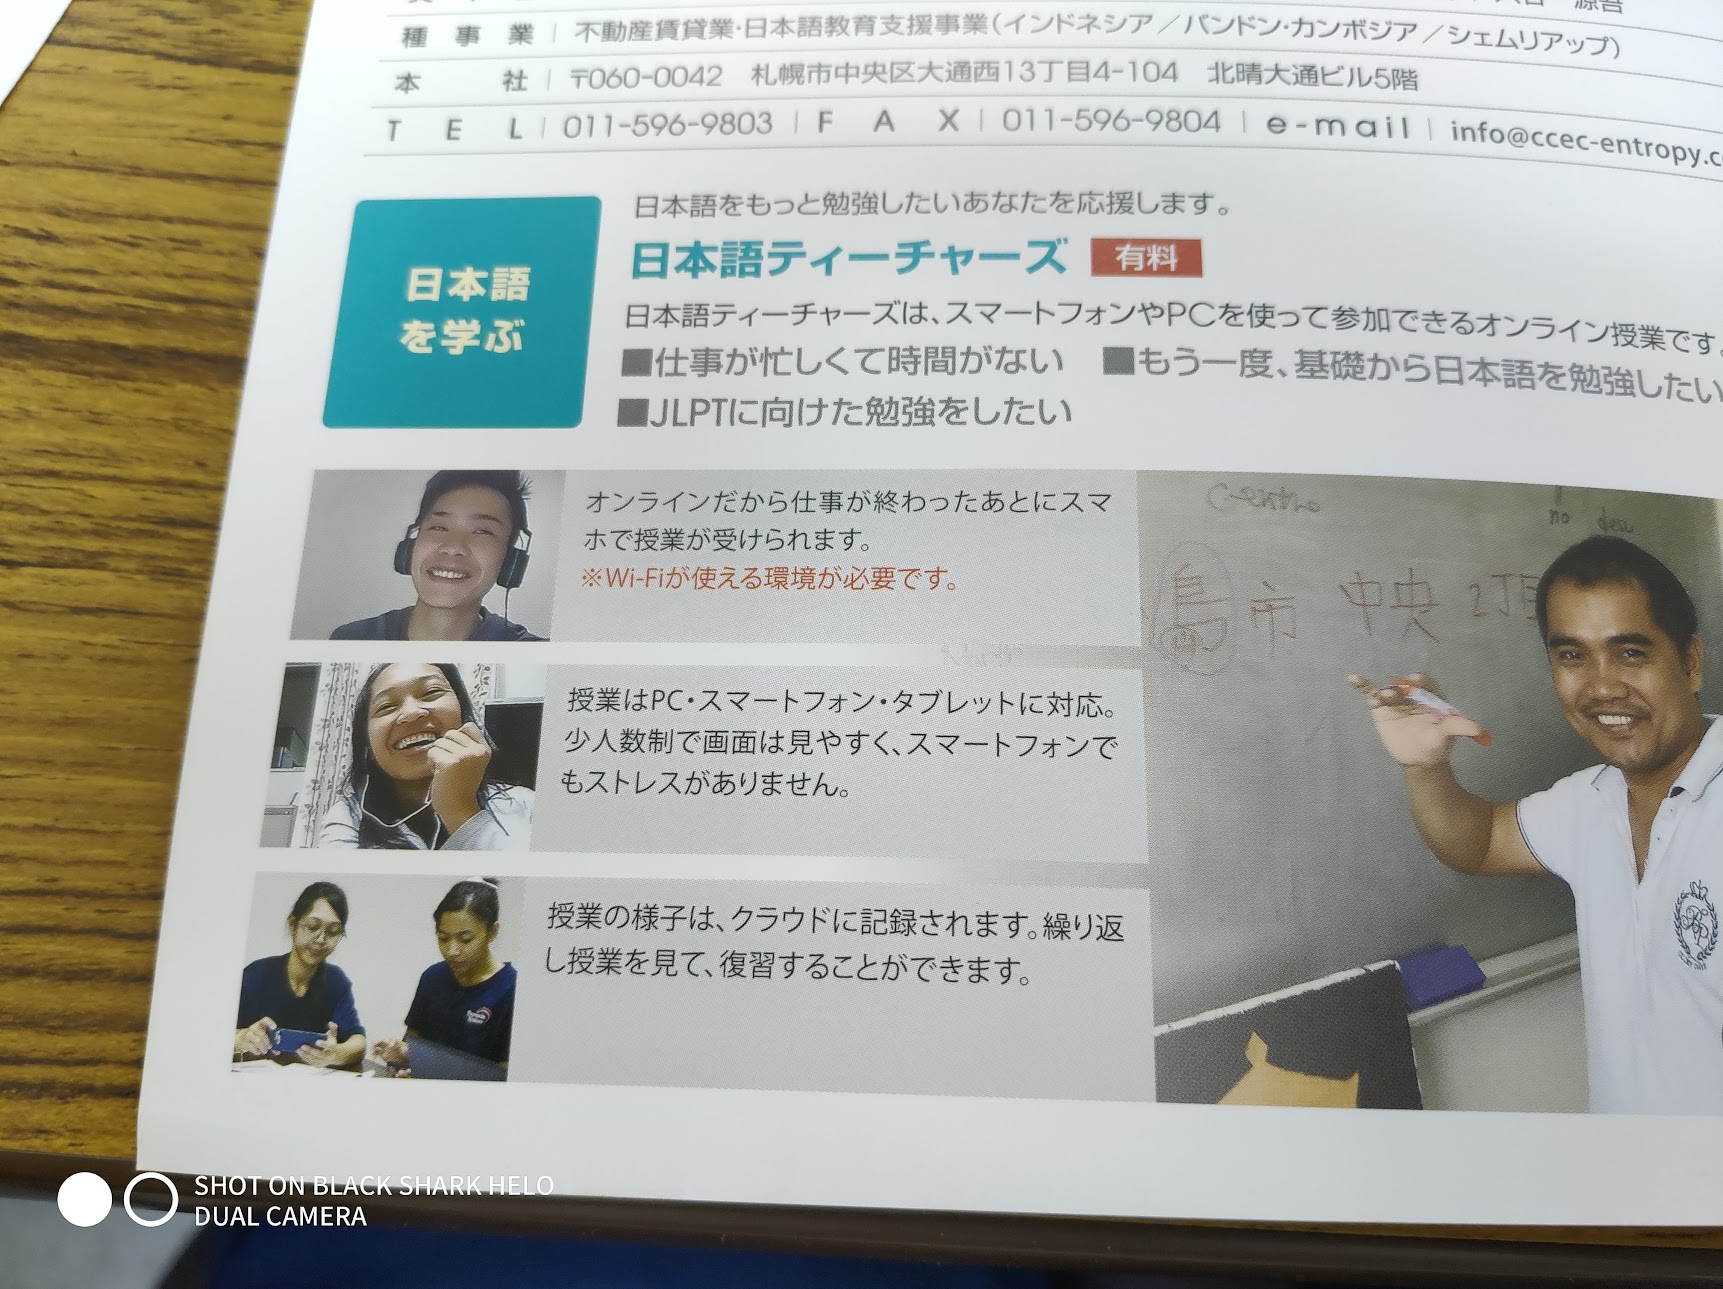 源吾
種 事 業 | 不動産賃貸業・日本語教育支援事業(インドネシア/バンドン・カンボジア/シェムリアップ)
本 社 | 〒060-0042 札幌市中央区大通西13丁目4-104 北晴大通ビル5階
T E L | 011-596-9803 | F A X | 011-596-9804 | e-mail | info@ccec-entropy.c
日本語
を学ぶ
日本語をもっと勉強したいあなたを応援します。
日本語ティーチャーズ 有料
日本語ティーチャーズは、スマートフォンやPCを使って参加できるオンライン授業です。
■仕事が忙しくて時間がない ■もう一度、基礎から日本語を勉強したい
■JLPTに向けた勉強をしたい
オンラインだから仕事が終わったあとにスマ
ホで授業が受けられます。
※Wi-Fiが使える環境が必要です。
授業はPC・スマートフォン・タブレットに対応。
少人数制で画面は見やすく、スマートフォンで
もストレスがありません。
授業の様子は、クラウドに記録されます。繰り返
し授業を見て、復習することができます。
no desu
島市 中央 2丁目
SHOT ON BLACK SHARK HELO
DUAL CAMERA